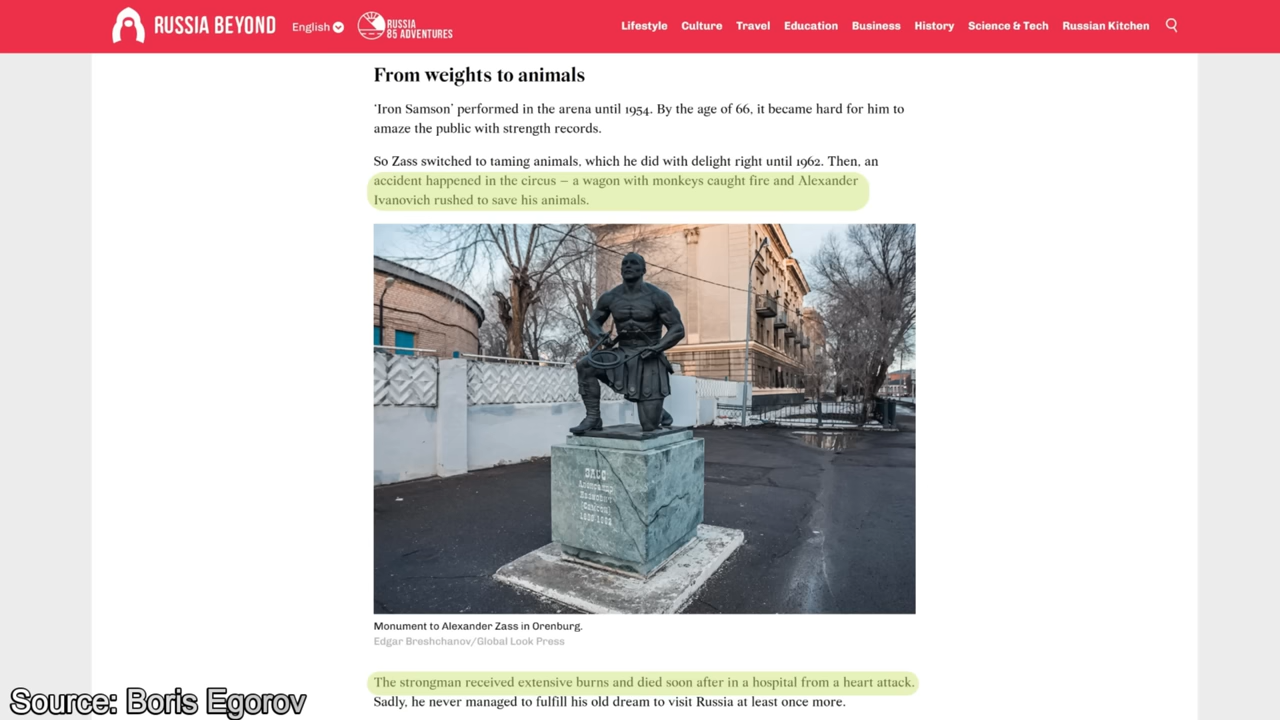 RUSSIA BEYOND
English
RUSSIA
85 ADVENTURES
Lifestyle Culture Travel Education Business History Science & Tech Russian Kitchen
From weights to animals
‘Iron Samson’ performed in the arena until 1954. By the age of 66, it became hard for him to
amaze the public with strength records.
So Zass switched to taming animals, which he did with delight right until 1962. Then, an
accident happened in the circus – a wagon with monkeys caught fire and Alexander
Ivanovich rushed to save his animals.
ЗАСС
Александр
Иванович
(Самсон)
Monument to Alexander Zass in Orenburg.
Edgar Breshchanov/Global Look Press
The strongman received extensive burns and died soon after in a hospital from a heart attack.
Sadly, he never managed to fulfill his old dream to visit Russia at least once more.
Source: Boris Egorov